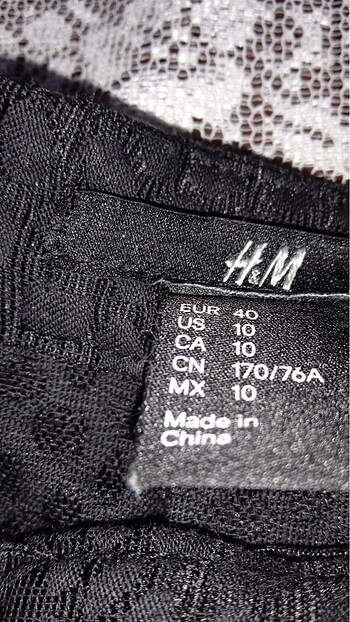 H&M
EUR 40
US 10
CA 10
CN 170/76A
MX 10
Made in
China